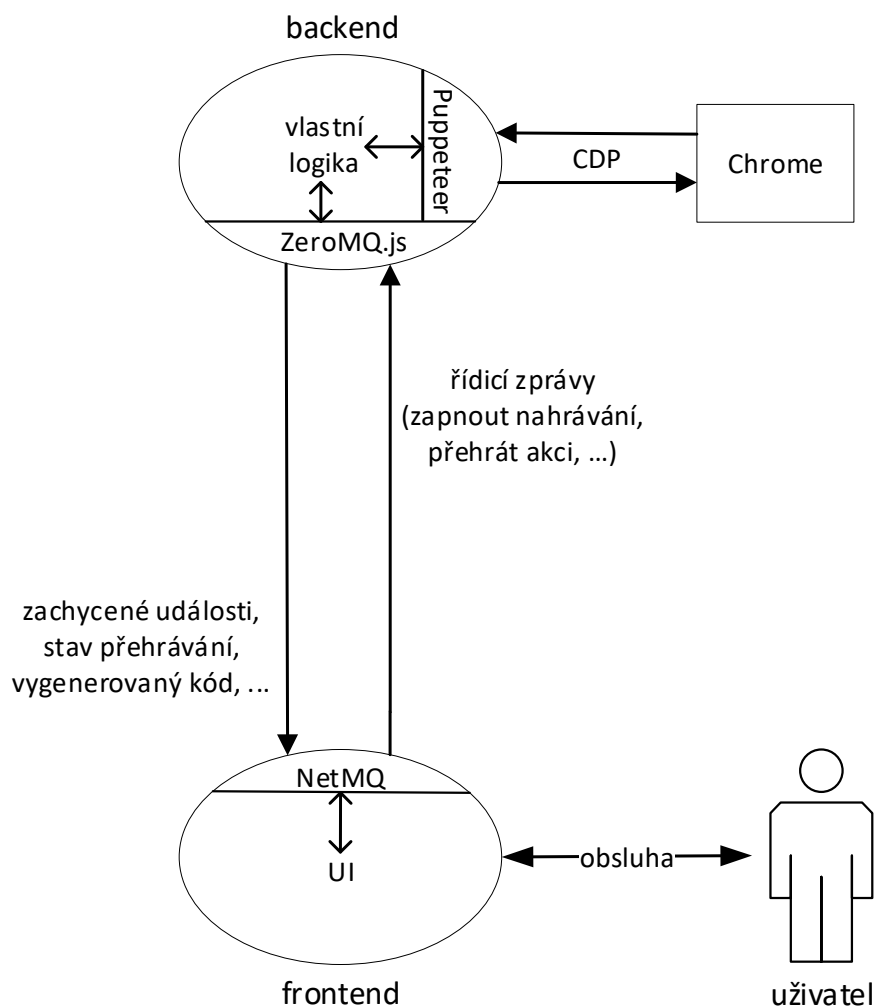 backend
Puppeteer
vlastní
logika
CDP
Chrome
ZeroMQ.js
řídicí zprávy
(zapnout nahrávání,
přehrát akci, ...)
zachycené události,
stav přehrávání,
vygenerovaný kód, ...
NetMQ
UI
obsluha
frontend
uživatel